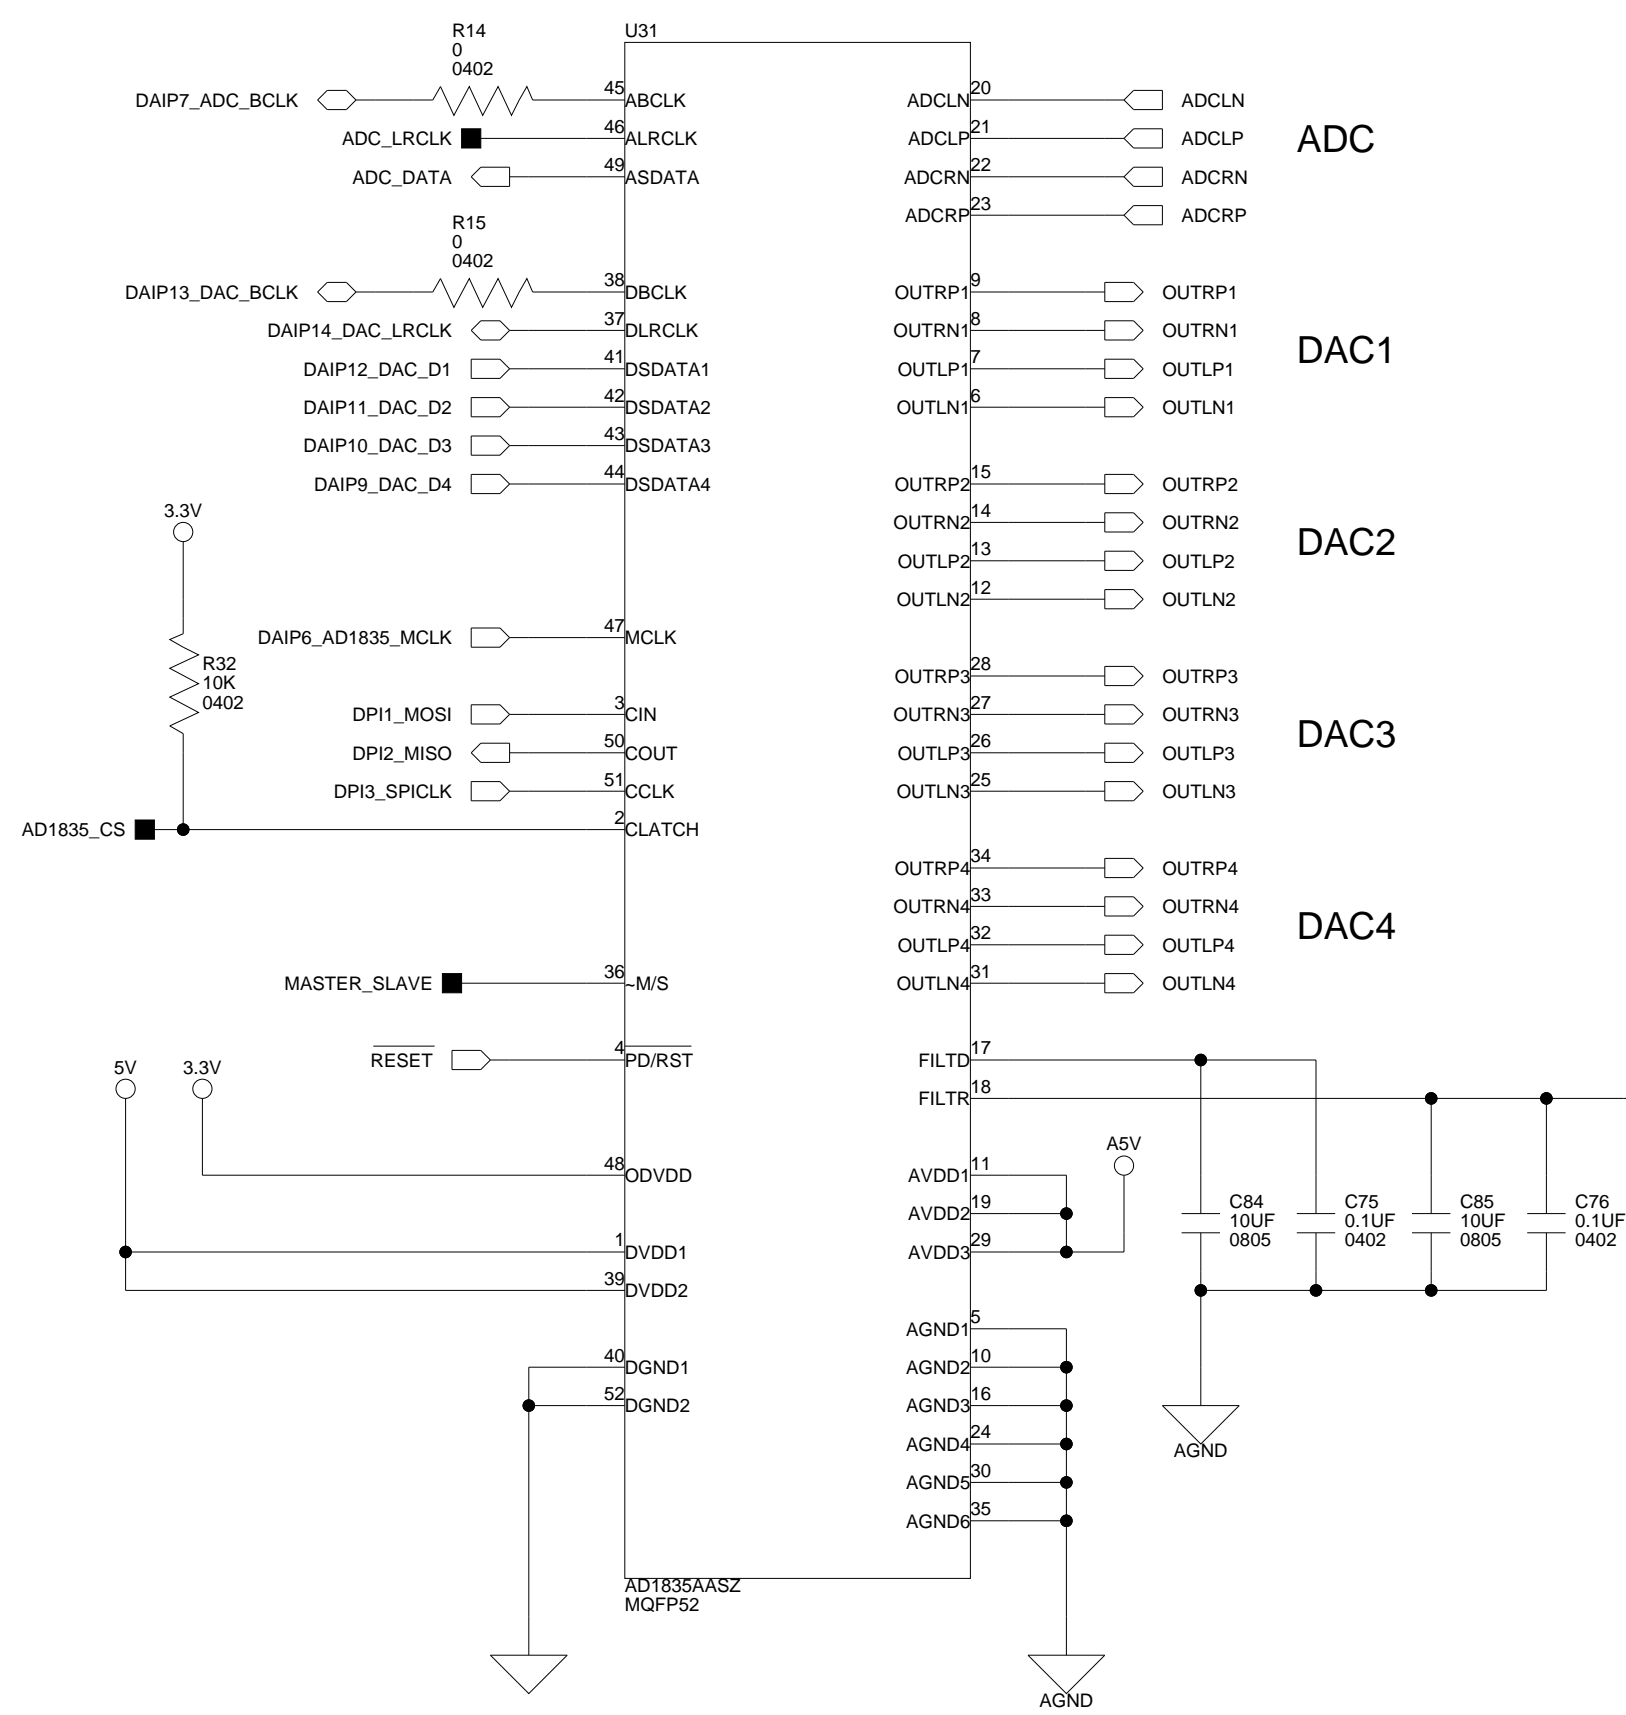 R14
0
0402
U31
DAIP7_ADC_BCLK 45 ABCLK
ADC_LRCLK 46 ALRCLK
ADC_DATA 49 ASDATA
R15
0
0402
DAIP13_DAC_BCLK 38 DBCLK
DAIP14_DAC_LRCLK 37 DLRCLK
DAIP12_DAC_D1 41 DSDATA1
DAIP11_DAC_D2 42 DSDATA2
DAIP10_DAC_D3 43 DSDATA3
DAIP9_DAC_D4 44 DSDATA4
3.3V
DAIP6_AD1835_MCLK 47 MCLK
R32
10K
0402
DPI1_MOSI 3 CIN
DPI2_MISO 50 COUT
DPI3_SPICLK 51 CCLK
AD1835_CS 2 CLATCH
MASTER_SLAVE 36 ~M/S
RESET 4 PD/RST
5V 3.3V
48 ODVDD
1 DVDD1
39 DVDD2
40 DGND1
52 DGND2
ADCLN 20 ADCLN
ADCLP 21 ADCLP
ADC
ADCRN 22 ADCRN
ADCRP 23 ADCRP
OUTRP1 9 OUTRP1
OUTRN1 8 OUTRN1
DAC1
OUTLP1 7 OUTLP1
OUTLN1 6 OUTLN1
OUTRP2 15 OUTRP2
OUTRN2 14 OUTRN2
DAC2
OUTLP2 13 OUTLP2
OUTLN2 12 OUTLN2
OUTRP3 28 OUTRP3
OUTRN3 27 OUTRN3
DAC3
OUTLP3 26 OUTLP3
OUTLN3 25 OUTLN3
OUTRP4 34 OUTRP4
OUTRN4 33 OUTRN4
DAC4
OUTLP4 32 OUTLP4
OUTLN4 31 OUTLN4
FILTD 17
FILTR 18
A5V
AVDD1 11
AVDD2 19
AVDD3 29
C84
10UF
0805
C75
0.1UF
0402
C85
10UF
0805
C76
0.1UF
0402
AGND1 5
AGND2 10
AGND3 16
AGND4 24
AGND5 30
AGND6 35
AGND
AD1835AASZ
MQFP52
AGND